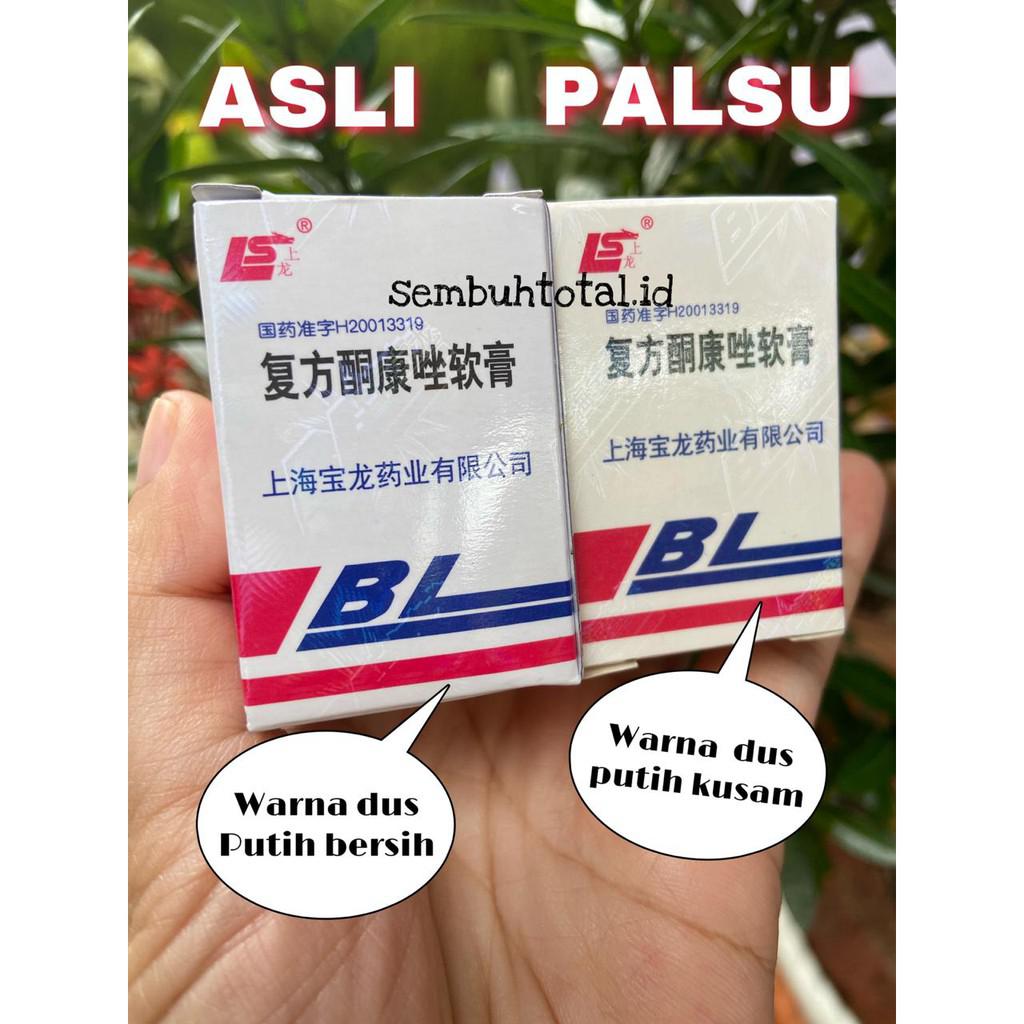 ASLI
PALSU
LS
上龙
®
国药准字H20013319
复方酮康唑软膏
上海宝龙药业有限公司
BL
LS
上龙
®
国药准字H20013319
复方酮康唑软膏
上海宝龙药业有限公司
BL
sembuhtotal.id
Warna dus
Putih bersih
Warna dus
putih kusam